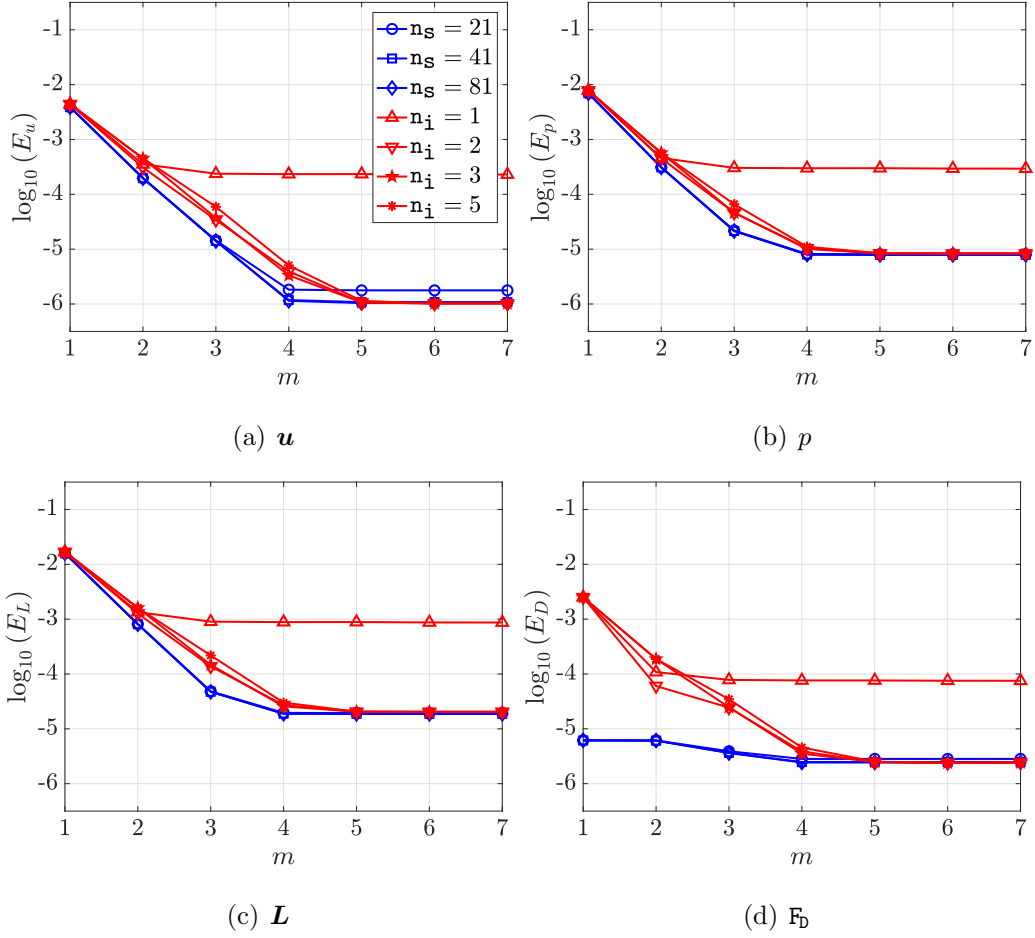 -1
-2
-3
-4
-5
-6
1 2 3 4 5 6 7
m
log10(Eu)
nS = 21
nS = 41
nS = 81
ni = 1
ni = 2
ni = 3
ni = 5
(a) u
-1
-2
-3
-4
-5
-6
1 2 3 4 5 6 7
m
log10(Ep)
(b) p
-1
-2
-3
-4
-5
-6
1 2 3 4 5 6 7
m
log10(EL)
(c) L
-1
-2
-3
-4
-5
-6
1 2 3 4 5 6 7
m
log10(ED)
(d) FD